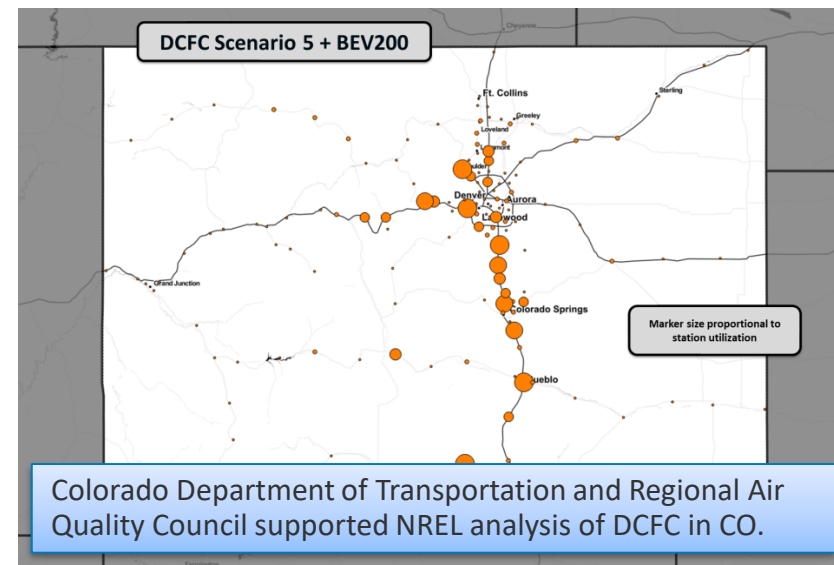 Cheyenne
DCFC Scenario 5 + BEV200
Ft. Collins
Sterling
Greeley
Loveland
Denver
Aurora
Grand Junction
Colorado Springs
Marker size proportional to
station utilization
Colorado Department of Transportation and Regional Air
Quality Council supported NREL analysis of DCFC in CO.